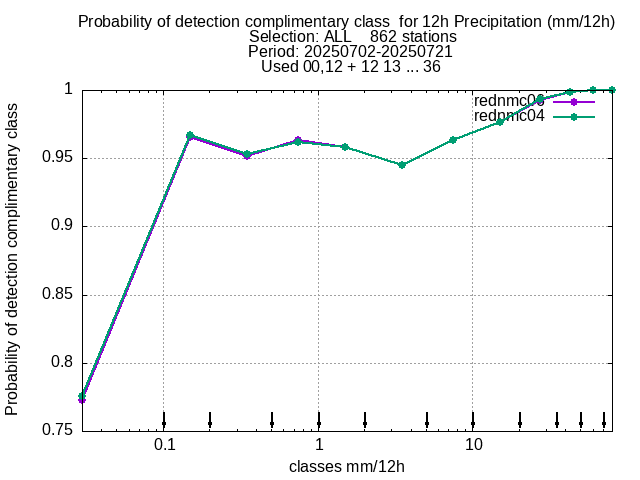 Probability of detection complimentary class  for 12h Precipitation (mm/12h)
Selection: ALL    862 stations
Period: 20250702-20250721
Used 00,12 + 12 13 ... 36
Probability of detection complimentary class
1
0.95
0.9
0.85
0.8
0.75
rednmc06
rednmc04
0.1
1
10
classes mm/12h